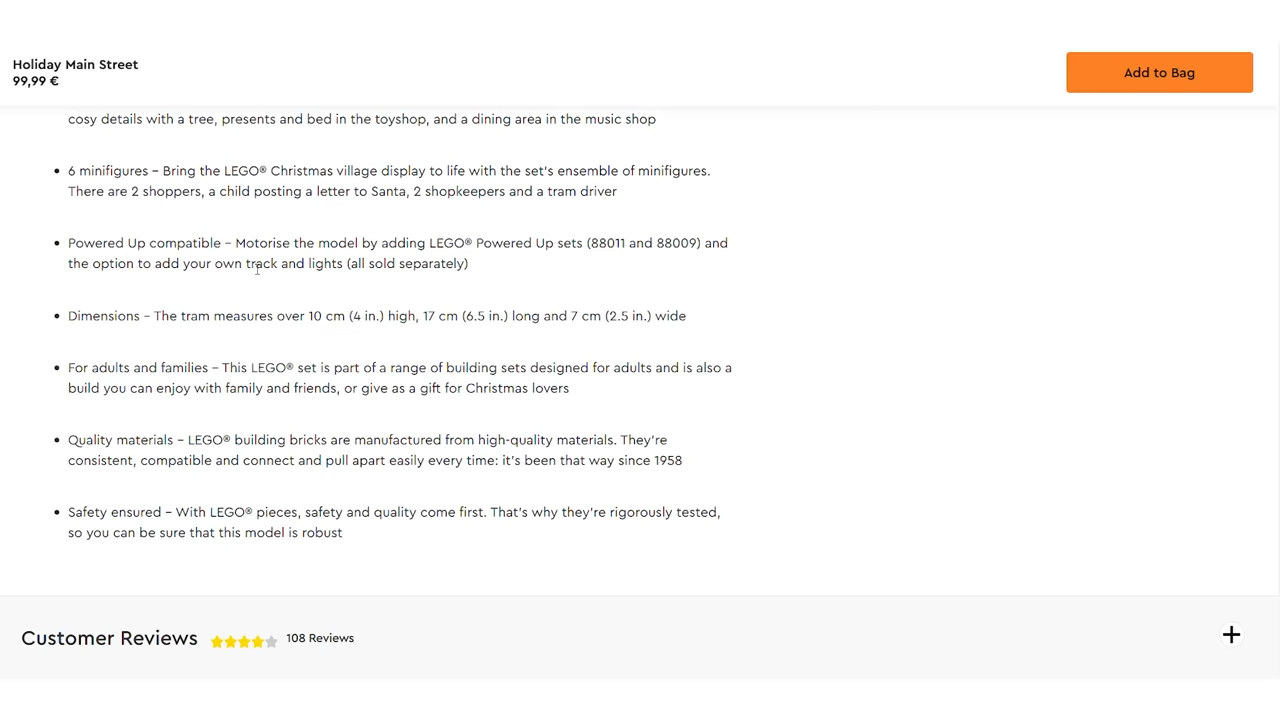 Holiday Main Street
99,99 €
Add to Bag
cosy details with a tree, presents and bed in the toyshop, and a dining area in the music shop
• 6 minifigures – Bring the LEGO® Christmas village display to life with the set's ensemble of minifigures.
There are 2 shoppers, a child posting a letter to Santa, 2 shopkeepers and a tram driver
• Powered Up compatible – Motorise the model by adding LEGO® Powered Up sets (88011 and 88009) and
the option to add your own track and lights (all sold separately)
• Dimensions – The tram measures over 10 cm (4 in.) high, 17 cm (6.5 in.) long and 7 cm (2.5 in.) wide
• For adults and families – This LEGO® set is part of a range of building sets designed for adults and is also a
build you can enjoy with family and friends, or give as a gift for Christmas lovers
• Quality materials – LEGO® building bricks are manufactured from high-quality materials. They're
consistent, compatible and connect and pull apart easily every time: it's been that way since 1958
• Safety ensured – With LEGO® pieces, safety and quality come first. That's why they're rigorously tested,
so you can be sure that this model is robust
Customer Reviews 108 Reviews